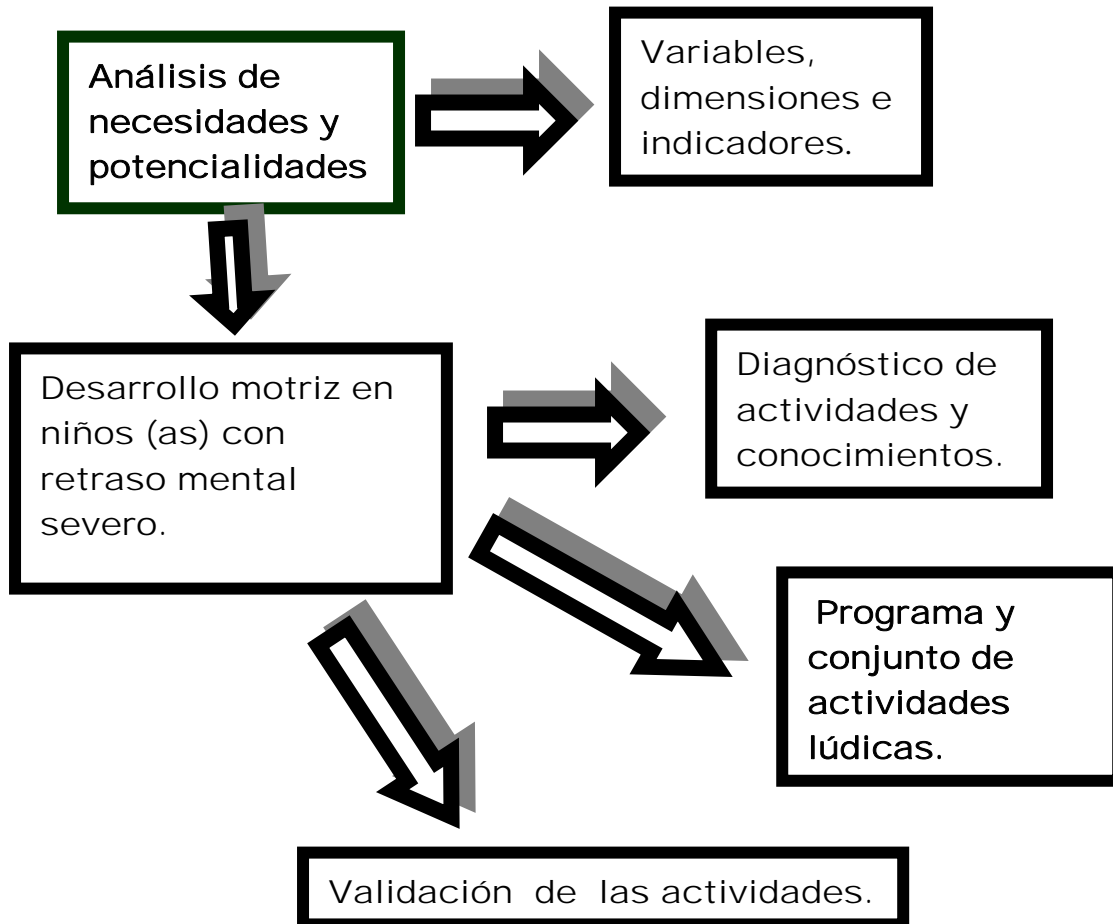 Análisis de
necesidades y
potencialidades
Variables,
dimensiones e
indicadores.
Desarrollo motriz en
niños (as) con
retraso mental
severo.
Diagnóstico de
actividades y
conocimientos.
Programa y
conjunto de
actividades
lúdicas.
Validación de las actividades.